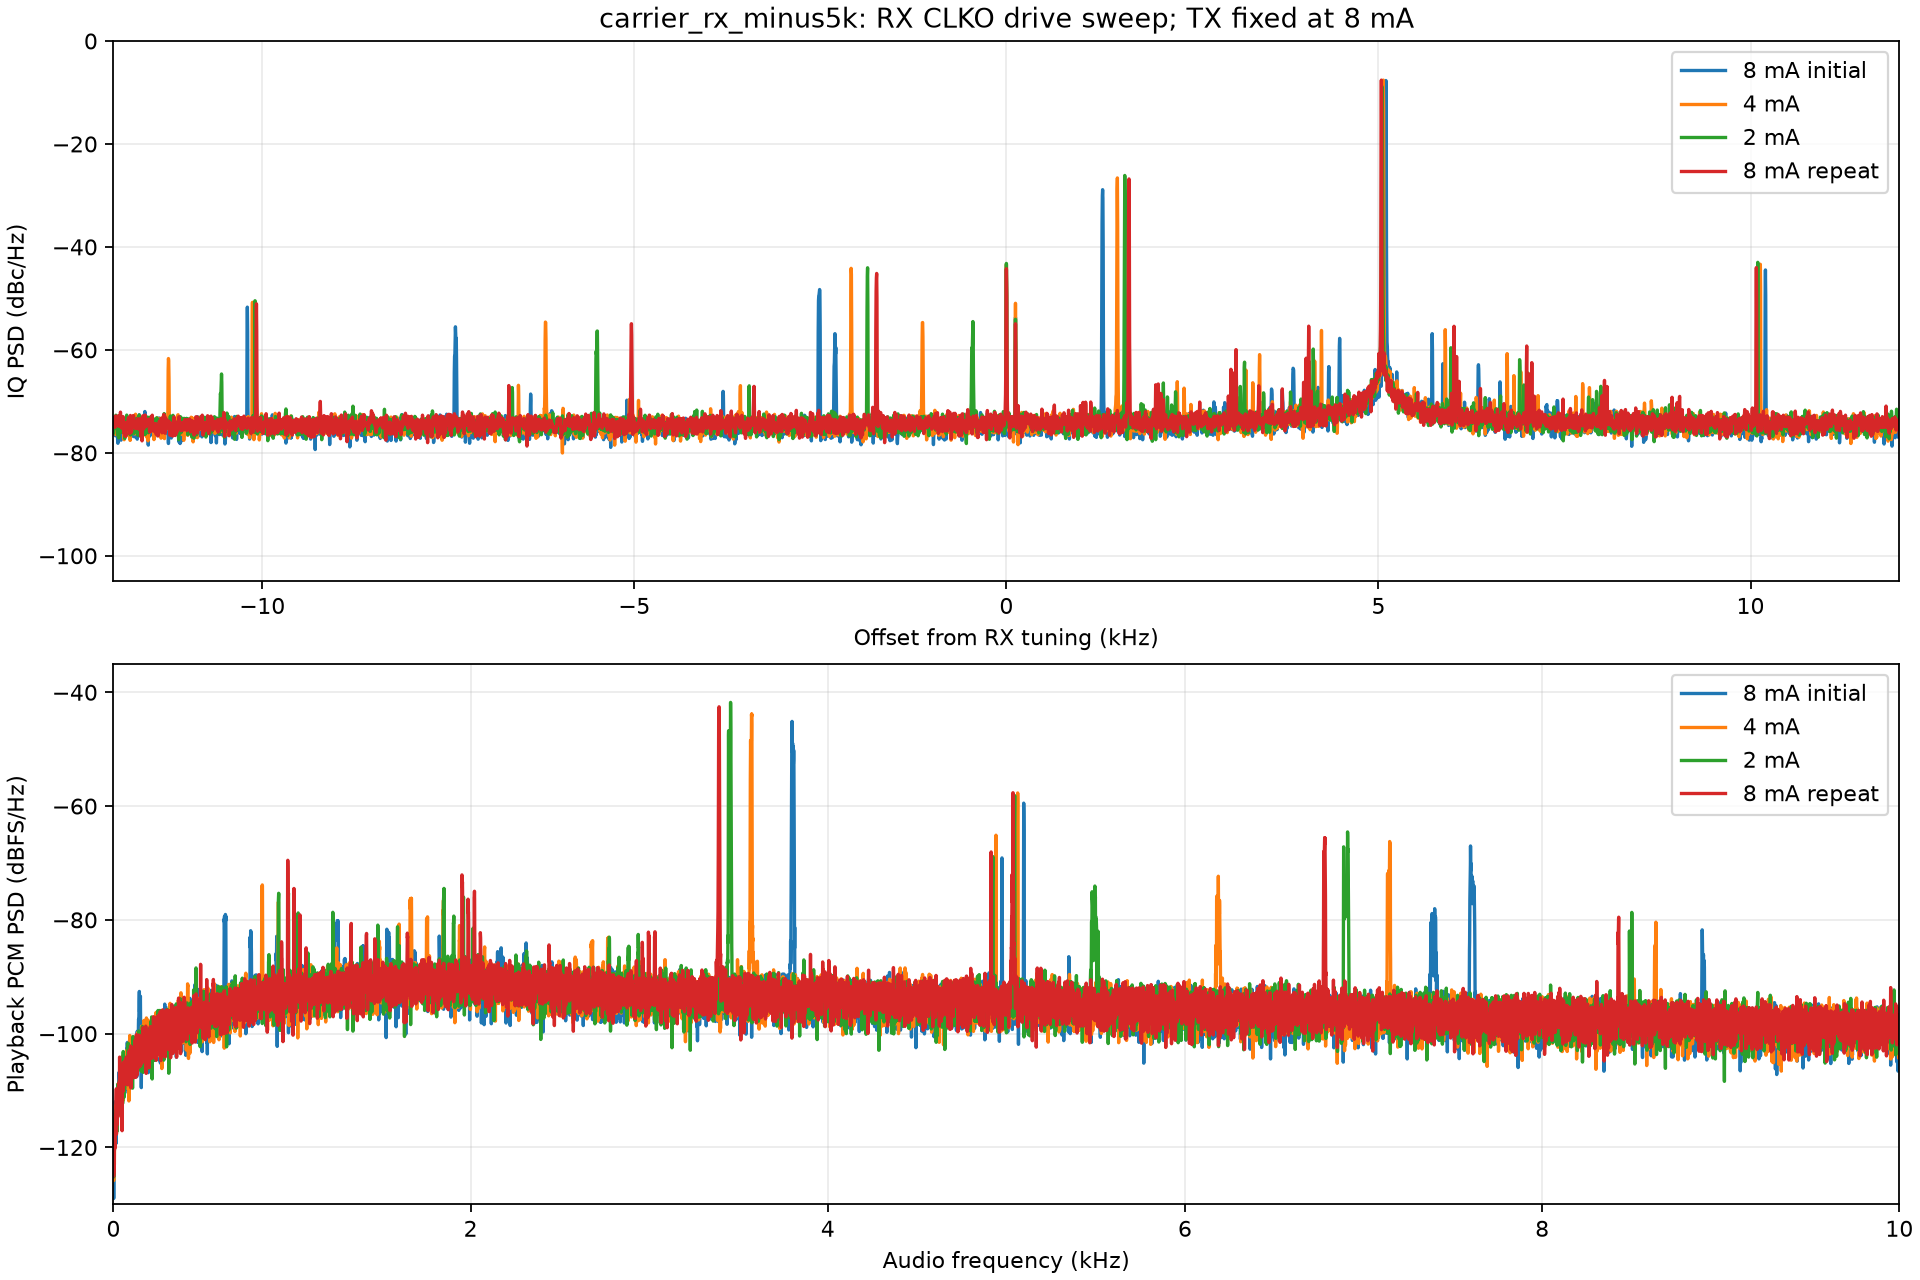 carrier_rx_minus5k: RX CLKO drive sweep; TX fixed at 8 mA
IQ PSD (dBc/Hz)
0
−20
−40
−60
−80
−100
8 mA initial
4 mA
2 mA
8 mA repeat
−10
−5
0
5
10
Offset from RX tuning (kHz)
Playback PCM PSD (dBFS/Hz)
−40
−60
−80
−100
−120
8 mA initial
4 mA
2 mA
8 mA repeat
0
2
4
6
8
10
Audio frequency (kHz)